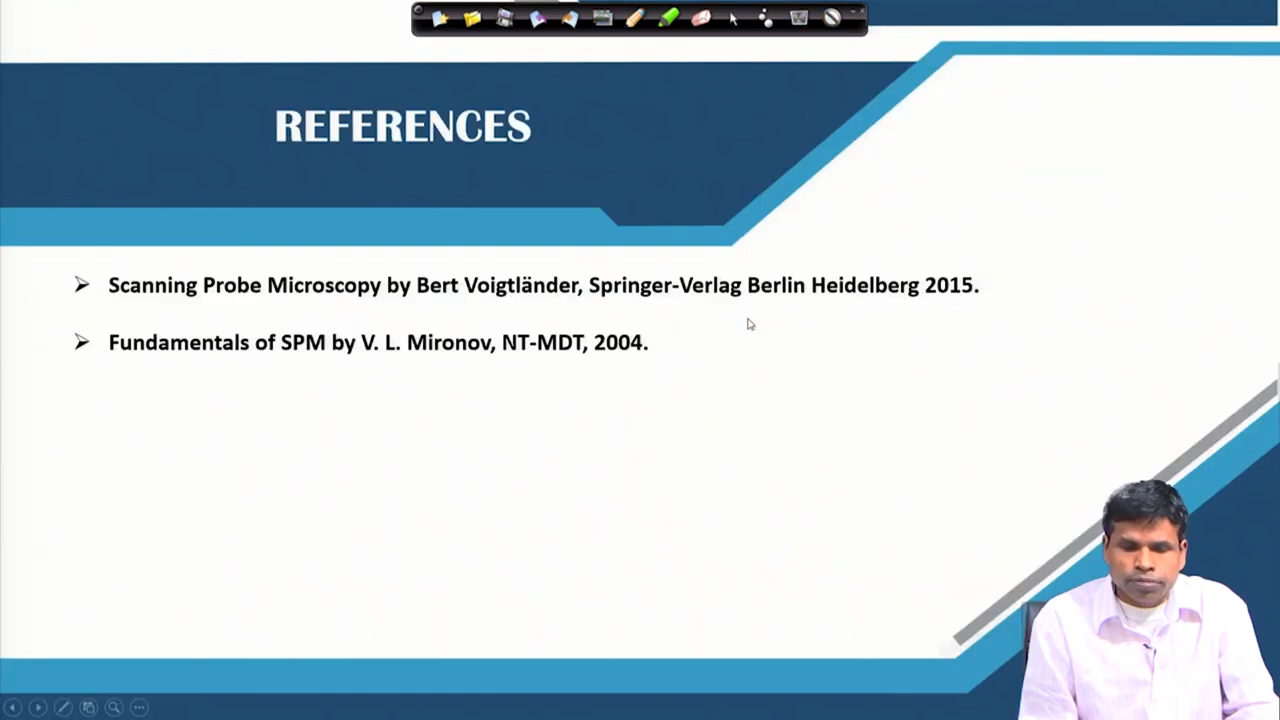 REFERENCES
Scanning Probe Microscopy by Bert Voigtländer, Springer-Verlag Berlin Heidelberg 2015.
Fundamentals of SPM by V. L. Mironov, NT-MDT, 2004.